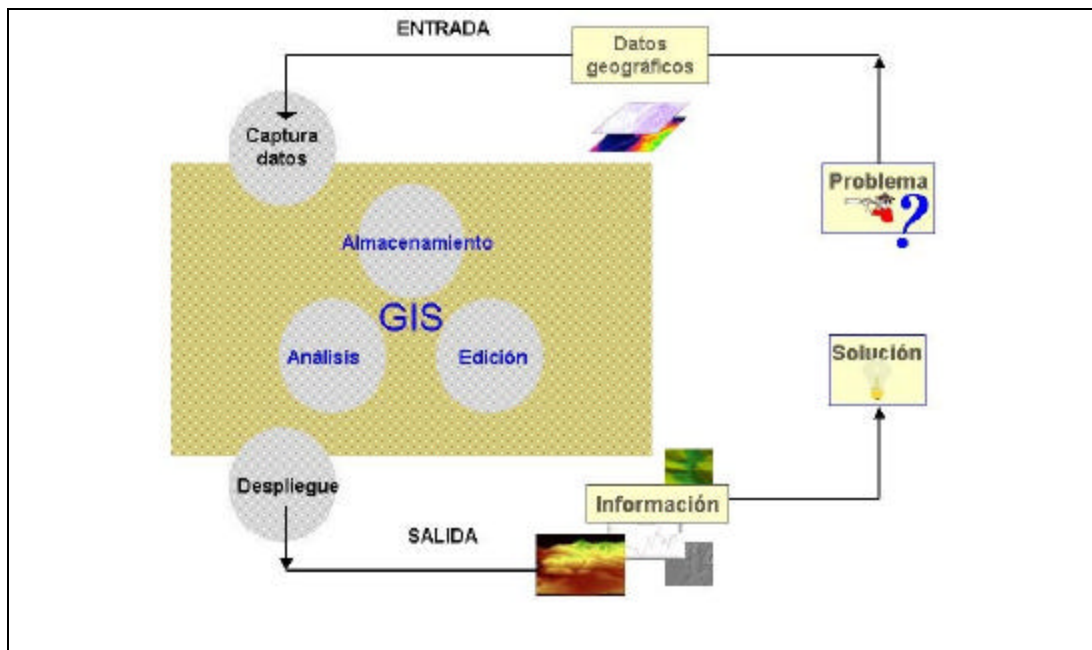 ENTRADA
Datos
geográficos
Captura
datos
Problema
?
Almacenamiento
GIS
Análisis
Edición
Solución
Despliegue
Información
SALIDA